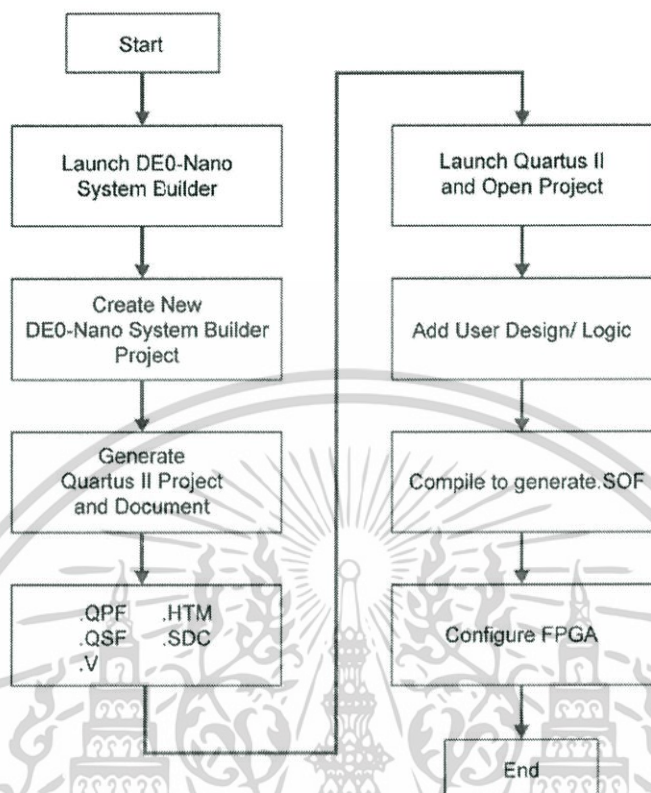 Start
Launch DE0-Nano
System Builder
Create New
DE0-Nano System Builder
Project
Generate
Quartus II Project
and Document
.QPF .HTM
.QSF .SDC
.V
Launch Quartus II
and Open Project
Add User Design/ Logic
Compile to generate.SOF
Configure FPGA
End